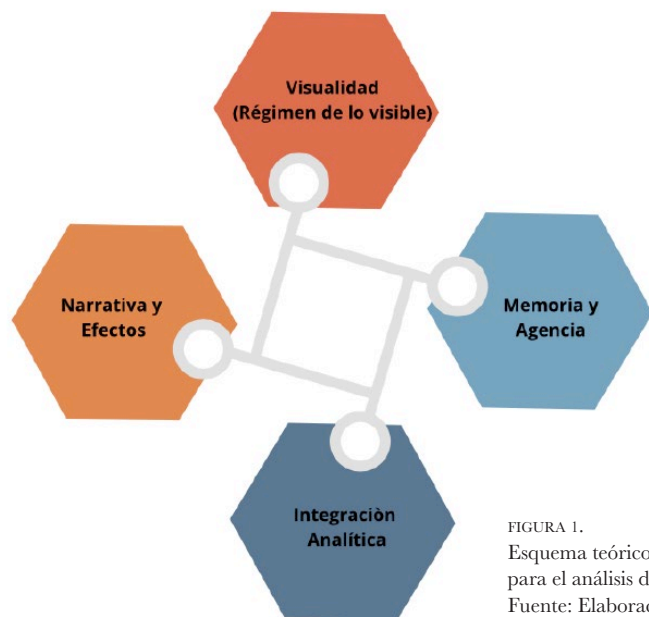 Visualidad
(Régimen de lo visible)
Narrativa y
Efectos
Memoria y
Agencia
Integraciòn
Analítica
FIGURA 1.
Esquema teórico
para el análisis d
Fuente: Elaborac